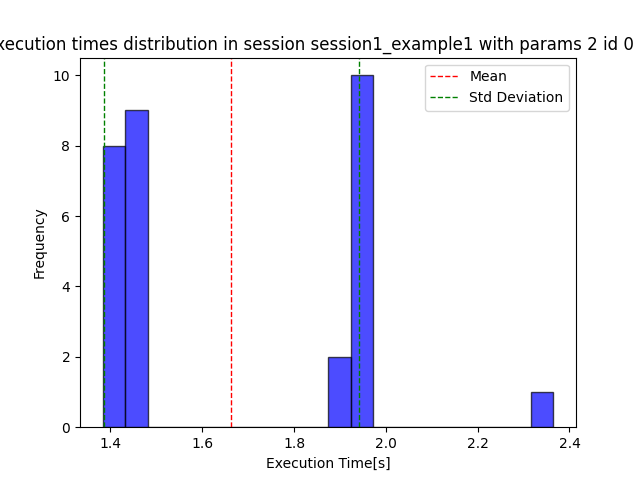 xecution times distribution in session session1_example1 with params 2 id 0
Mean
Std Deviation
10
8
6
4
2
0
Frequency
1.4 1.6 1.8 2.0 2.2 2.4
Execution Time[s]